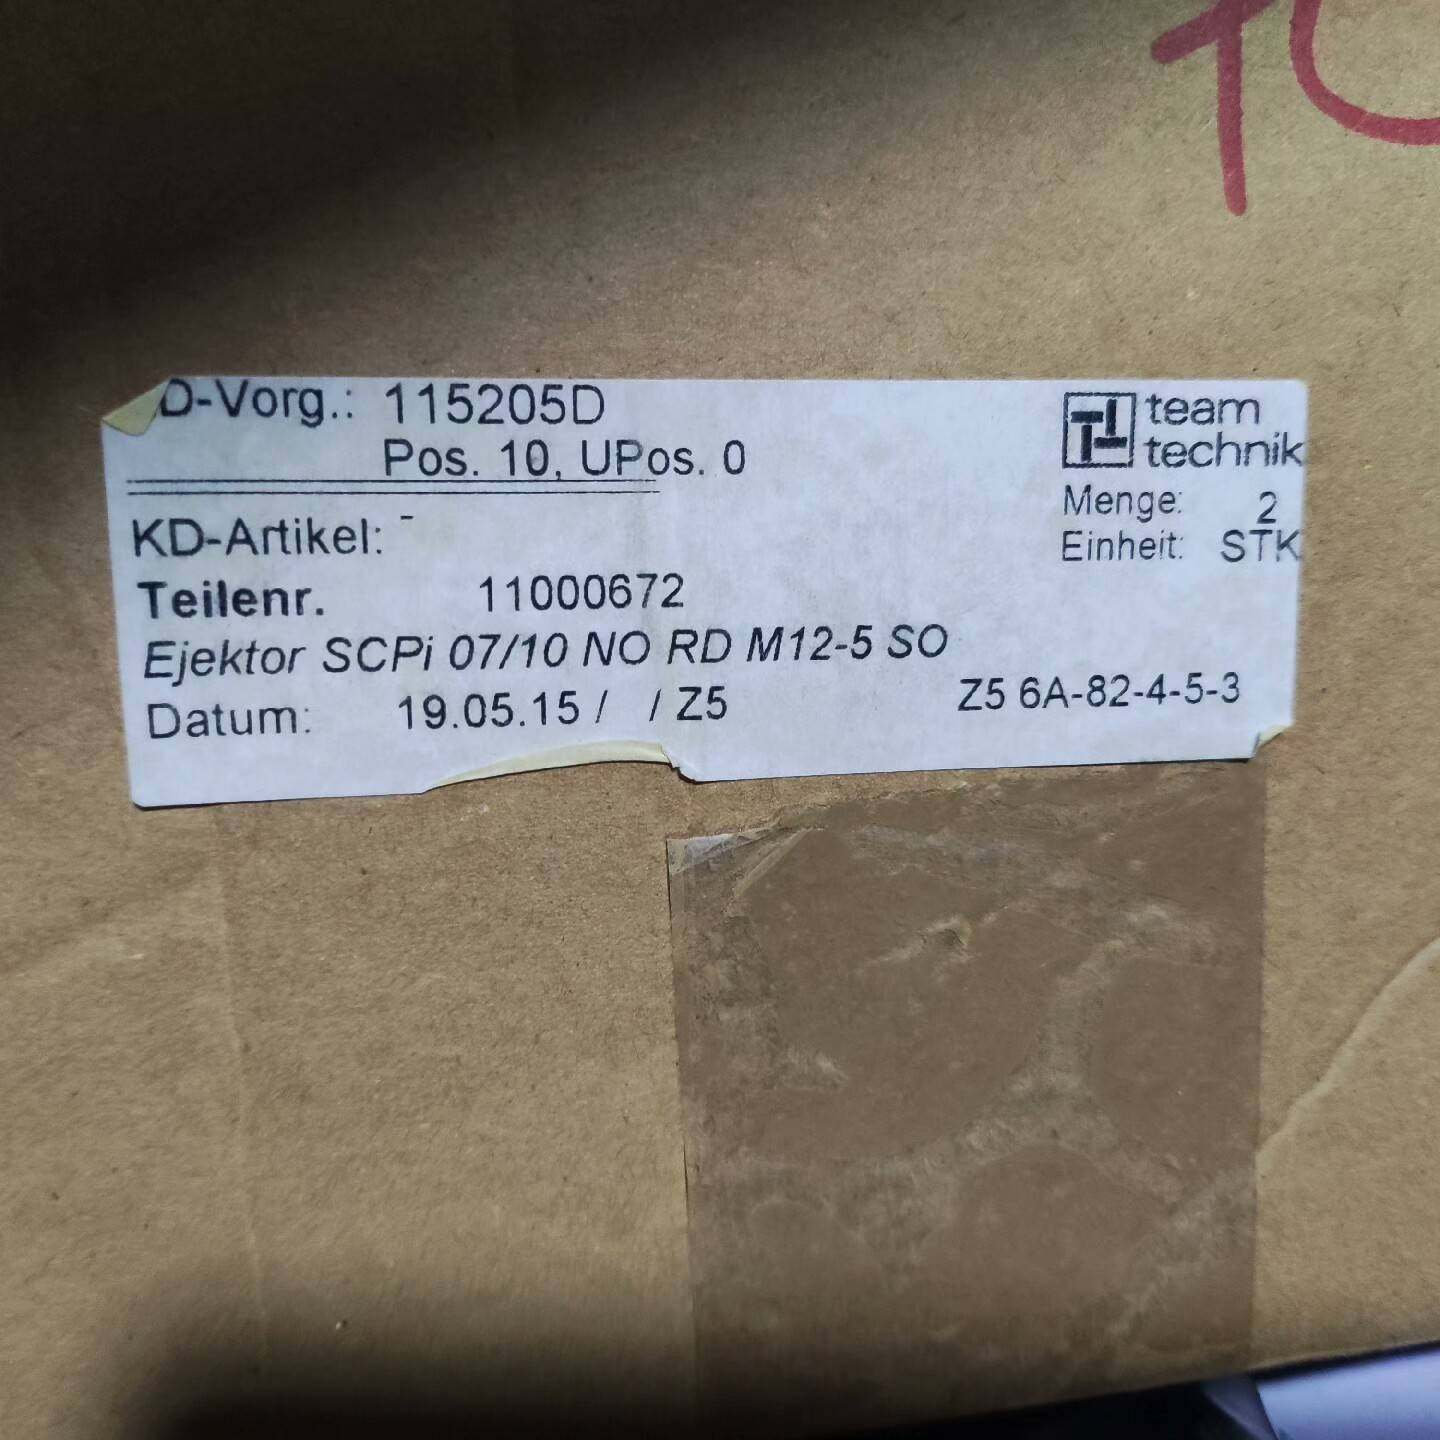 D-Vorg.: 115205D
Pos. 10, UPos. 0
team
technik
Menge: 2
Einheit: STK
KD-Artikel: -
Teilenr. 11000672
Ejektor SCPi 07/10 NO RD M12-5 SO
Datum: 19.05.15 / / Z5 Z5 6A-82-4-5-3